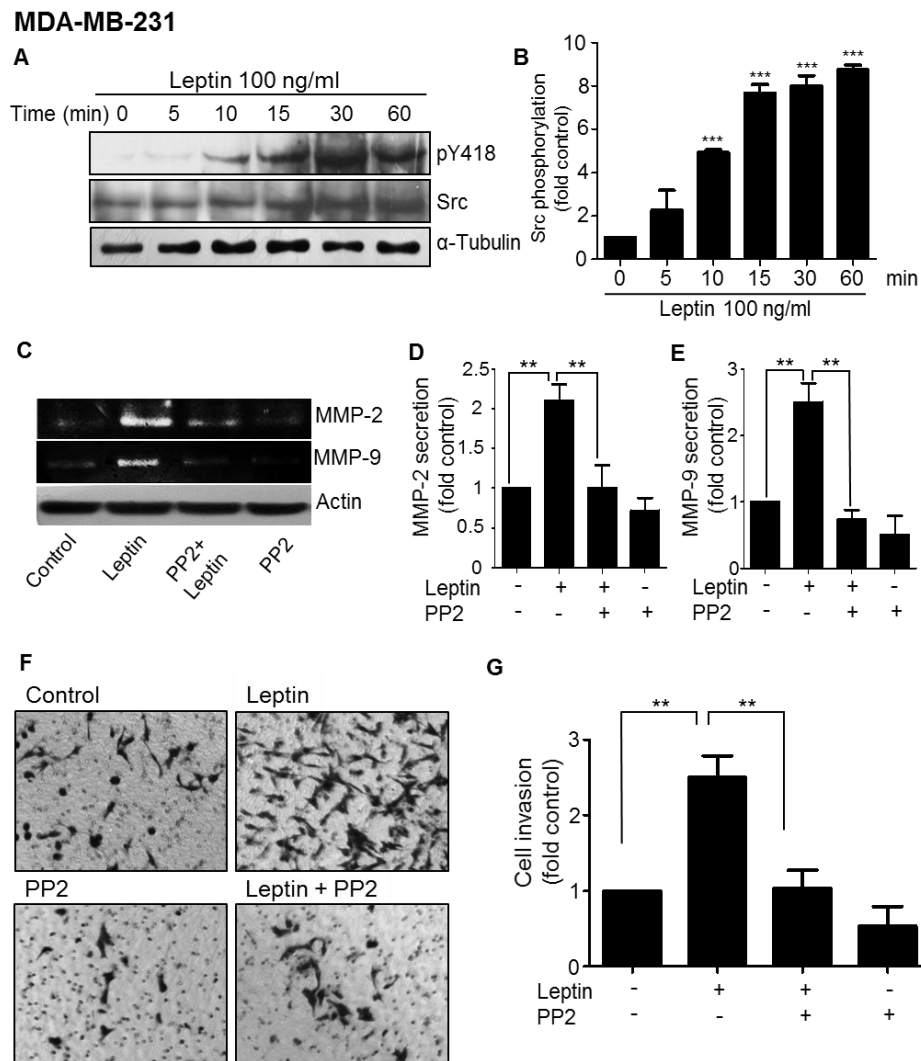 MDA-MB-231
A
Leptin 100 ng/ml
Time (min) 0 5 10 15 30 60
pY418
Src
α-Tubulin
B
Src phosphorylation
(fold control)
10
8
6
4
2
0
***
***
***
***
0 5 10 15 30 60 min
Leptin 100 ng/ml
C
MMP-2
MMP-9
Actin
Control
Leptin
PP2+
Leptin
PP2
D
MMP-2 secretion
(fold control)
2.5
2
1.5
1
0.5
0
** **
Leptin - + + -
PP2 - - + +
E
MMP-9 secretion
(fold control)
3
2
1
0
** **
Leptin - + + -
PP2 - - + +
F
Control
Leptin
PP2
Leptin + PP2
G
Cell invasion
(fold control)
3
2
1
0
** **
Leptin - + + -
PP2 - - + +